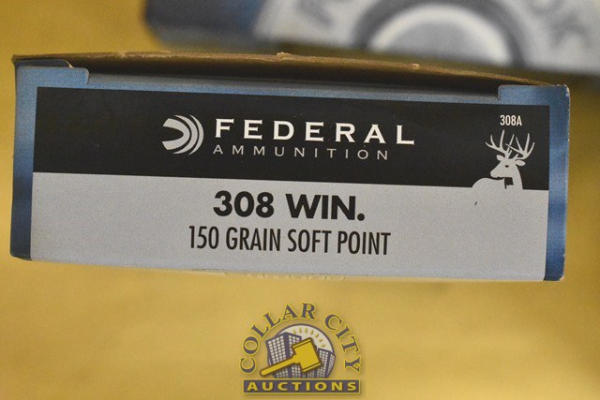 308A
FEDERAL
AMMUNITION
308 WIN.
150 GRAIN SOFT POINT
COLLAR CITY
AUCTIONS